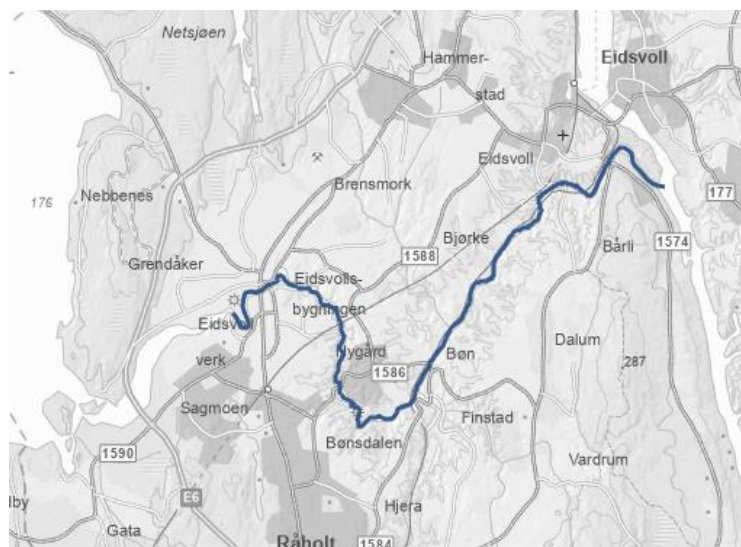 Netsjøen
Hammer-
stad
Eidsvoll
Eidsvoll
177
Brensmork
Nebbenes
176
Bjørke
1588
1574
Bårli
Grendåker
Eidsvolls-
bygningen
Eidsvoll
verk
Nygård
Bøn
Dalum
287
1586
Sagmoen
Finstad
Bønsdalen
1590
Vardrum
E6
Hjera
dby
Gata
Råholt
1584